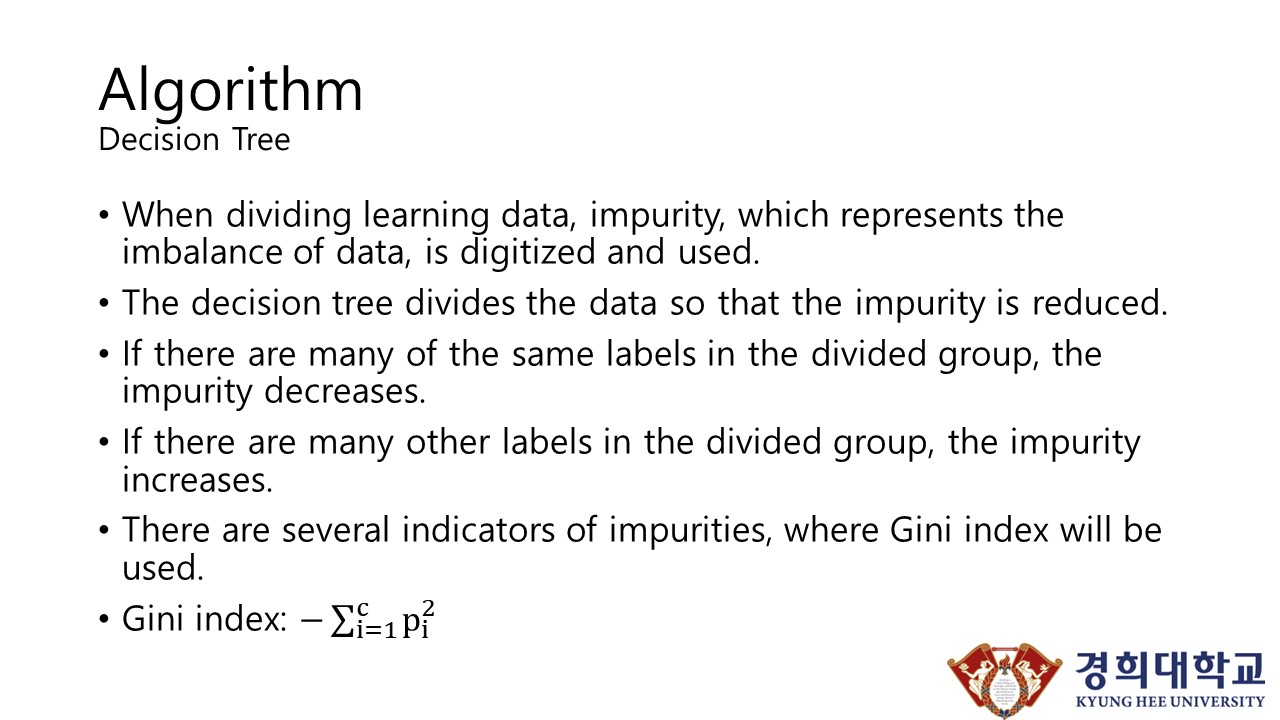 Algorithm
Decision Tree
• When dividing learning data, impurity, which represents the
imbalance of data, is digitized and used.
• The decision tree divides the data so that the impurity is reduced.
• If there are many of the same labels in the divided group, the
impurity decreases.
• If there are many other labels in the divided group, the impurity
increases.
• There are several indicators of impurities, where Gini index will be
used.
• Gini index: −∑ᶜᵢ₌₁ pᵢ²
경희대학교
KYUNG HEE UNIVERSITY